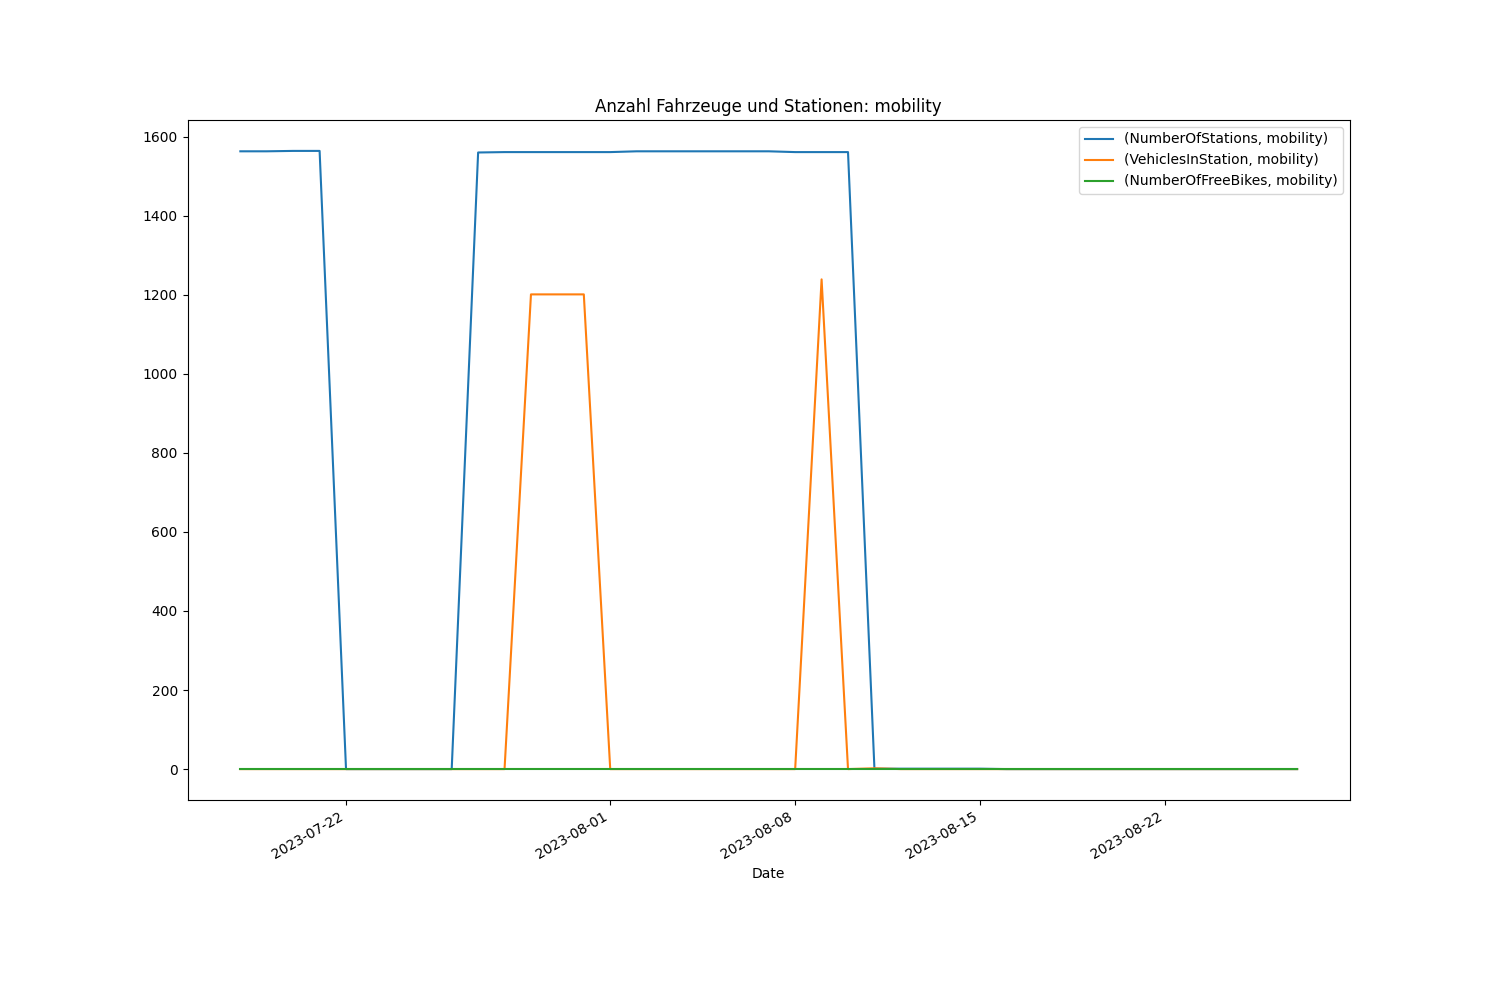 Anzahl Fahrzeuge und Stationen: mobility
(NumberOfStations, mobility)
(VehiclesInStation, mobility)
(NumberOfFreeBikes, mobility)
1600
1400
1200
1000
800
600
400
200
0
2023-07-22
2023-08-01
2023-08-08
2023-08-15
2023-08-22
Date